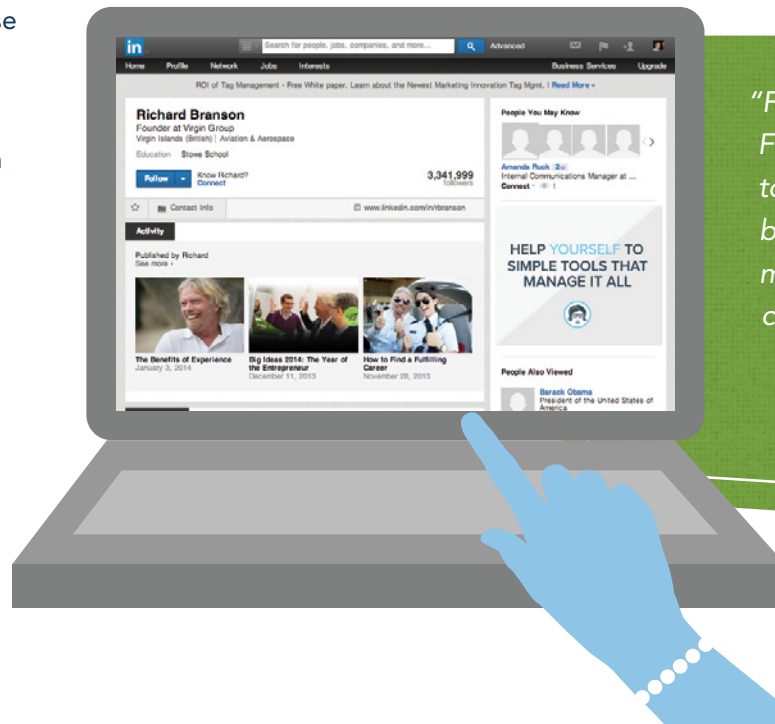 se
in
Search for people, jobs, companies, and more...
Advanced
Home Profile Network Jobs Interests
Business Services Upgrade
ROI of Tag Management - Free White paper. Learn about the Newest Marketing Innovation Tag Mgmt. | Read More »
Richard Branson
Founder at Virgin Group
Virgin Islands (British) | Aviation & Aerospace
Education Stowe School
Follow
Know Richard?
Connect
3,341,999
followers
Contact Info
www.linkedin.com/in/rbranson
Activity
Published by Richard
See more ›
The Benefits of Experience
January 3, 2014
Big Ideas 2014: The Year of
the Entrepreneur
December 11, 2013
How to Find a Fulfilling
Career
November 26, 2013
People You May Know
Amanda Ruck 2nd
Internal Communications Manager at ...
Connect
HELP YOURSELF TO
SIMPLE TOOLS THAT
MANAGE IT ALL
People Also Viewed
Barack Obama
President of the United States of
America
"F
F
to
b
m
c